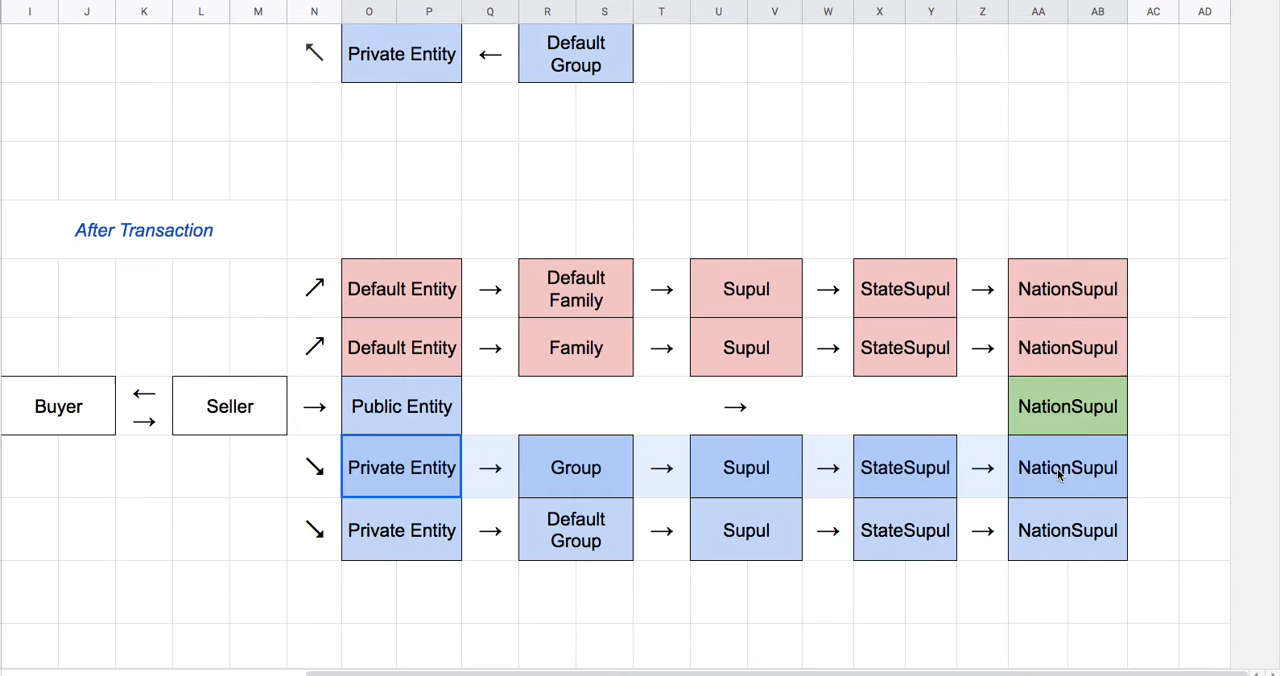 I J K L M N O P Q R S T U V W X Y Z AA AB AC AD
↖ Private Entity ← Default
Group
After Transaction
↗ Default Entity → Default
Family → Supul → StateSupul → NationSupul
↗ Default Entity → Family → Supul → StateSupul → NationSupul
Buyer ← → Seller → Public Entity → NationSupul
↘ Private Entity → Group → Supul → StateSupul → NationSupul
↘ Private Entity → Default
Group → Supul → StateSupul → NationSupul